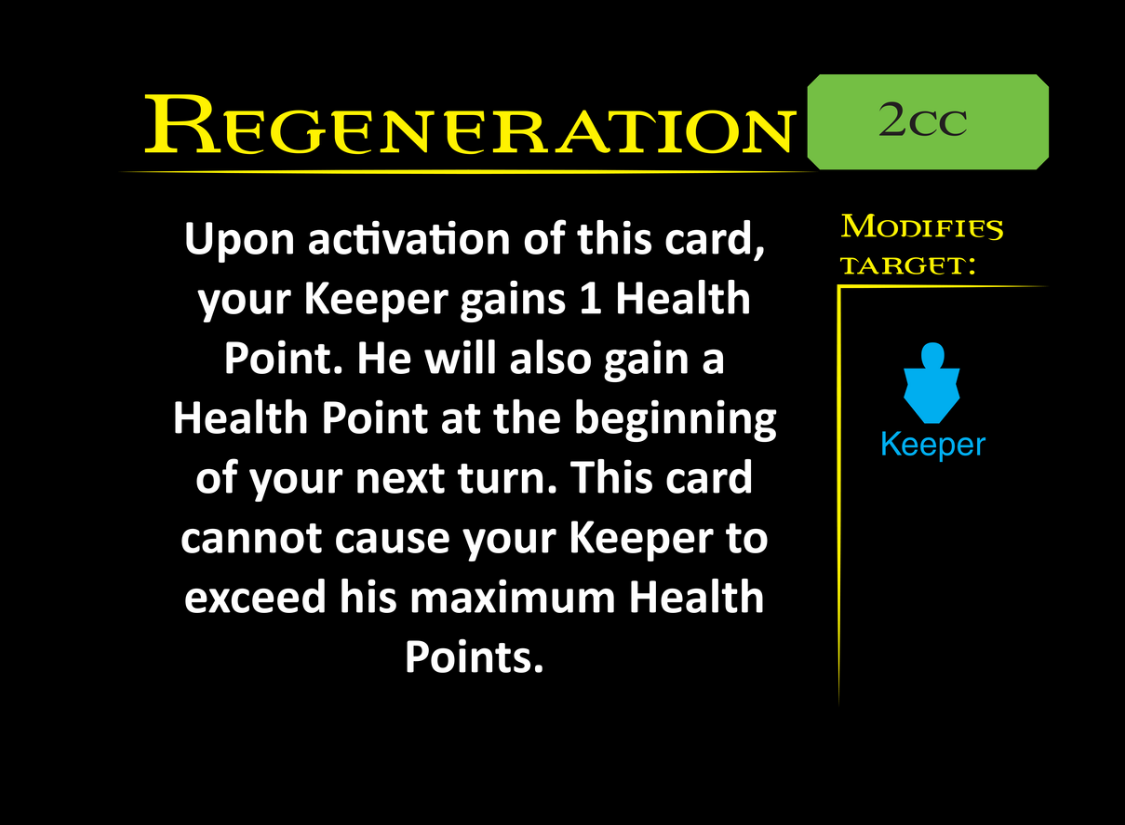 Regeneration
2cc
Upon activation of this card,
your Keeper gains 1 Health
Point. He will also gain a
Health Point at the beginning
of your next turn. This card
cannot cause your Keeper to
exceed his maximum Health
Points.
Modifies
target:
Keeper